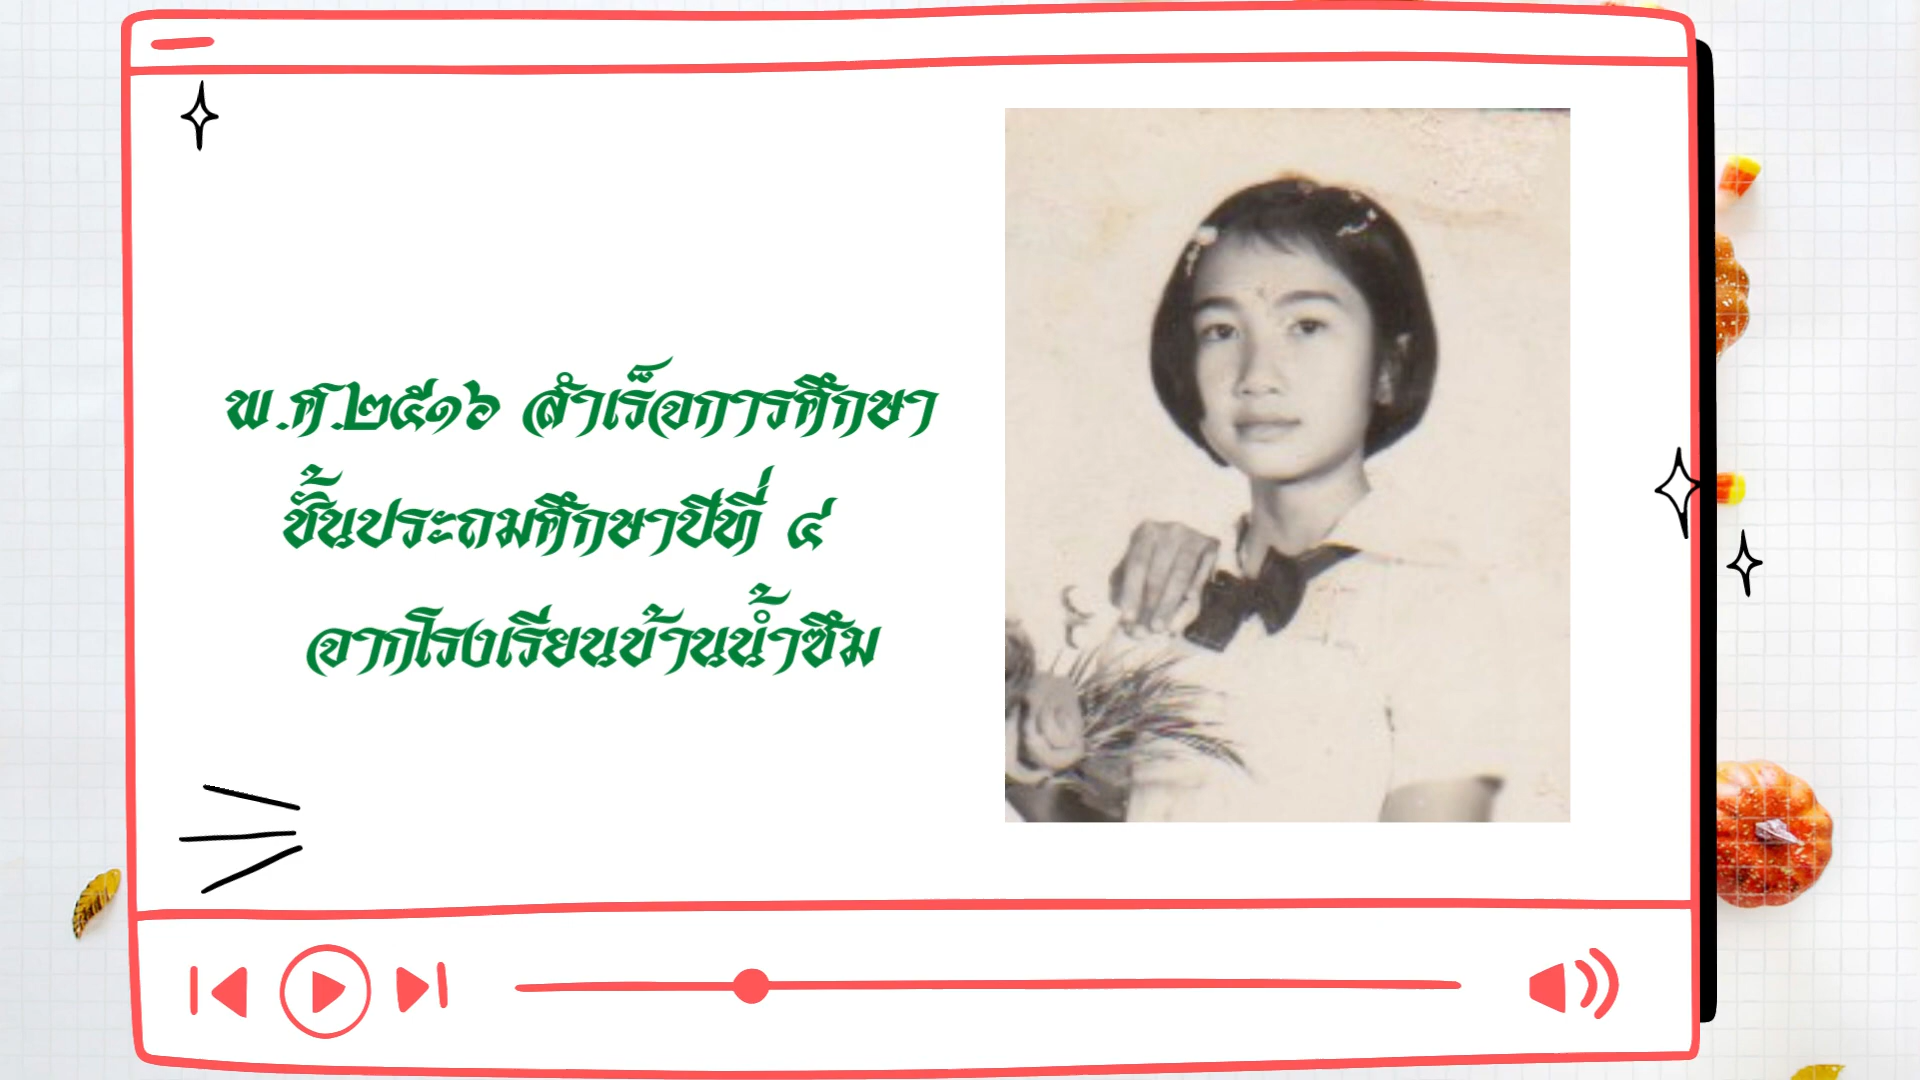 พ.ศ.๒๕๑๖ สำเร็จการศึกษา
ชั้นประถมศึกษาปีที่ ๔
จากโรงเรียนบ้านน้ำซึม